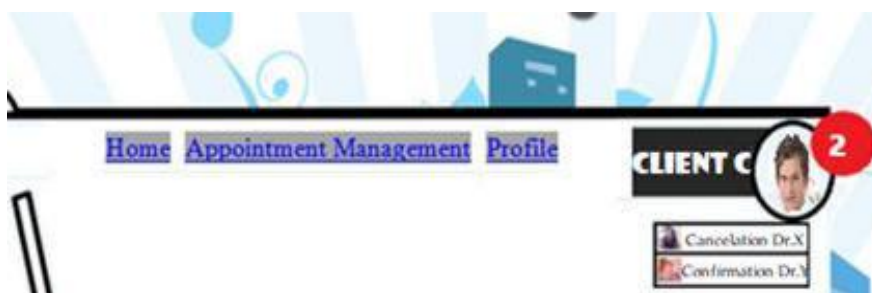 Home Appointment Management Profile
CLIENT C
2
Cancelation Dr.X
Confirmation Dr.Y